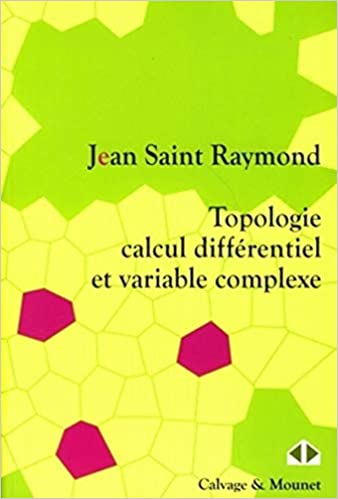 Jean Saint Raymond
Topologie
calcul différentiel
et variable complexe
Calvage & Mounet